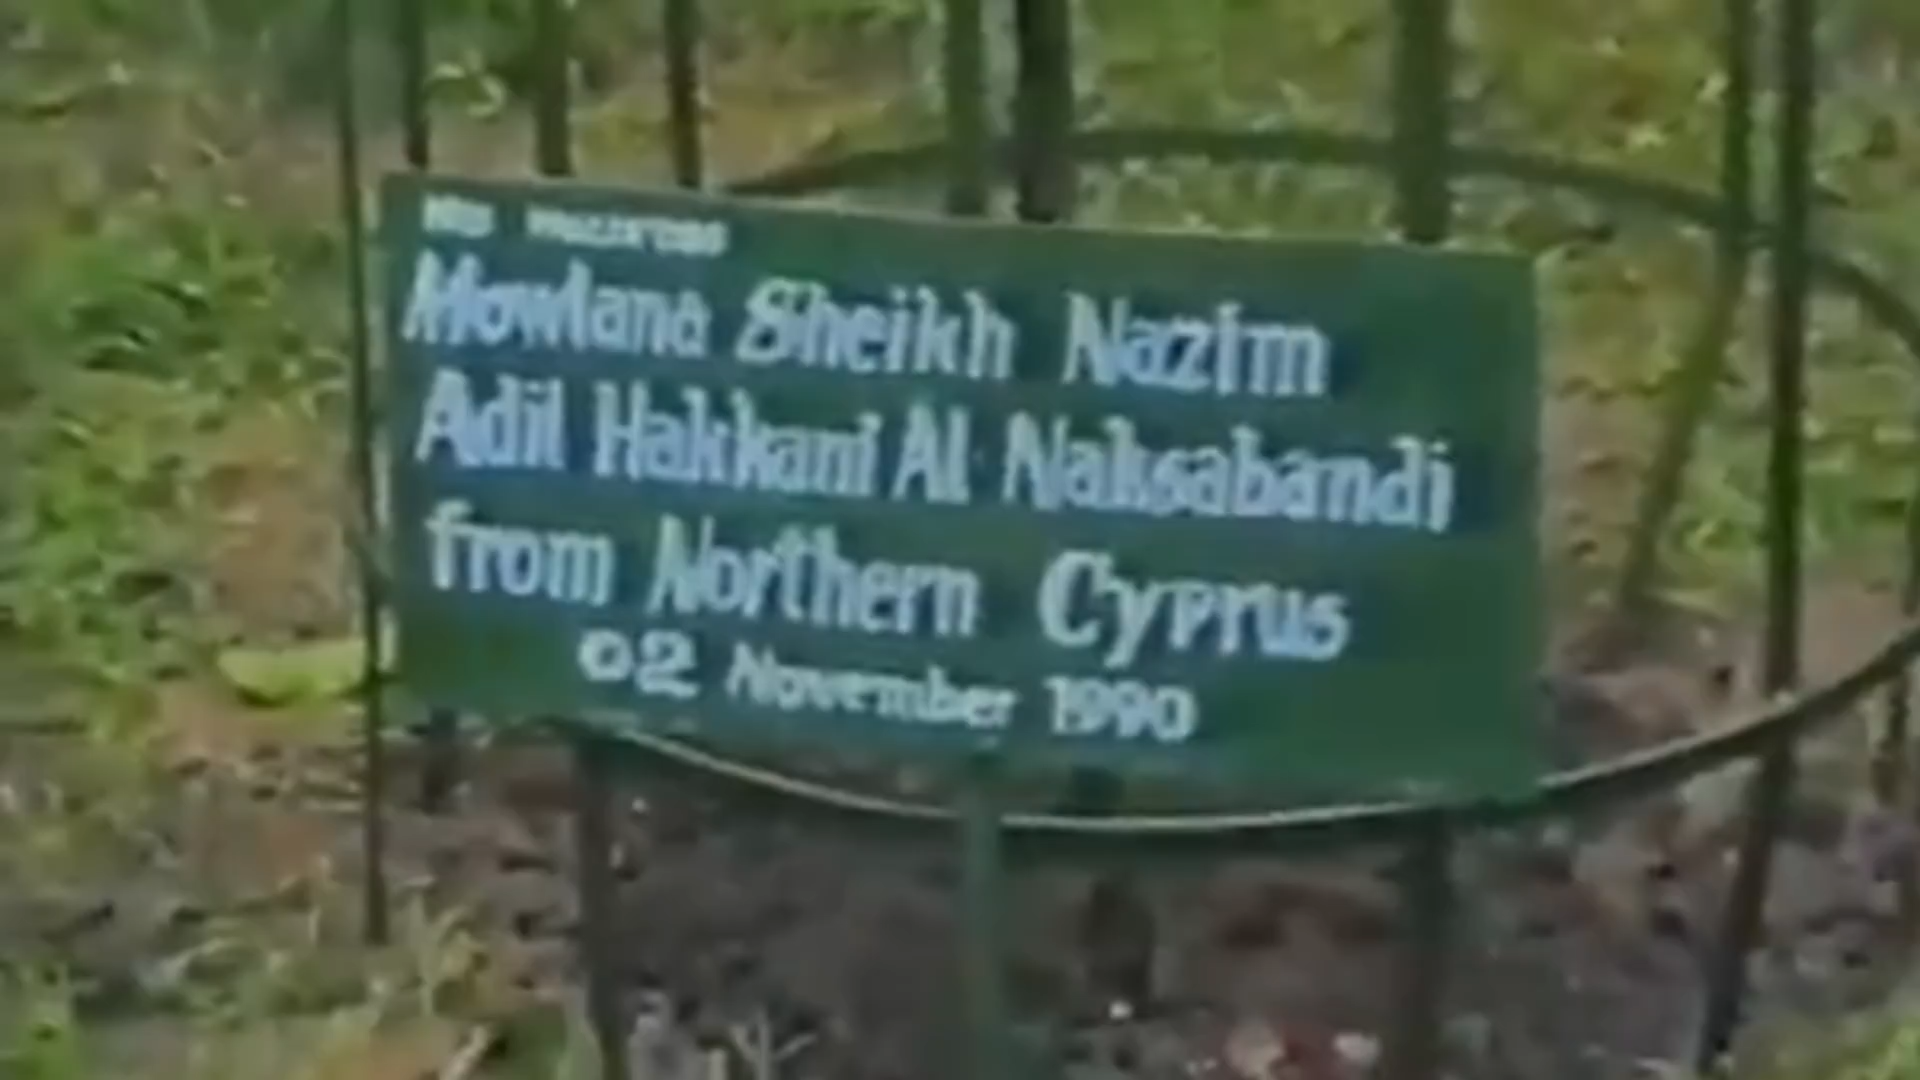 Mowlana Sheikh Nazim
Adil Hakkani Al Naksabandi
from Northern Cyprus
02 November 1990